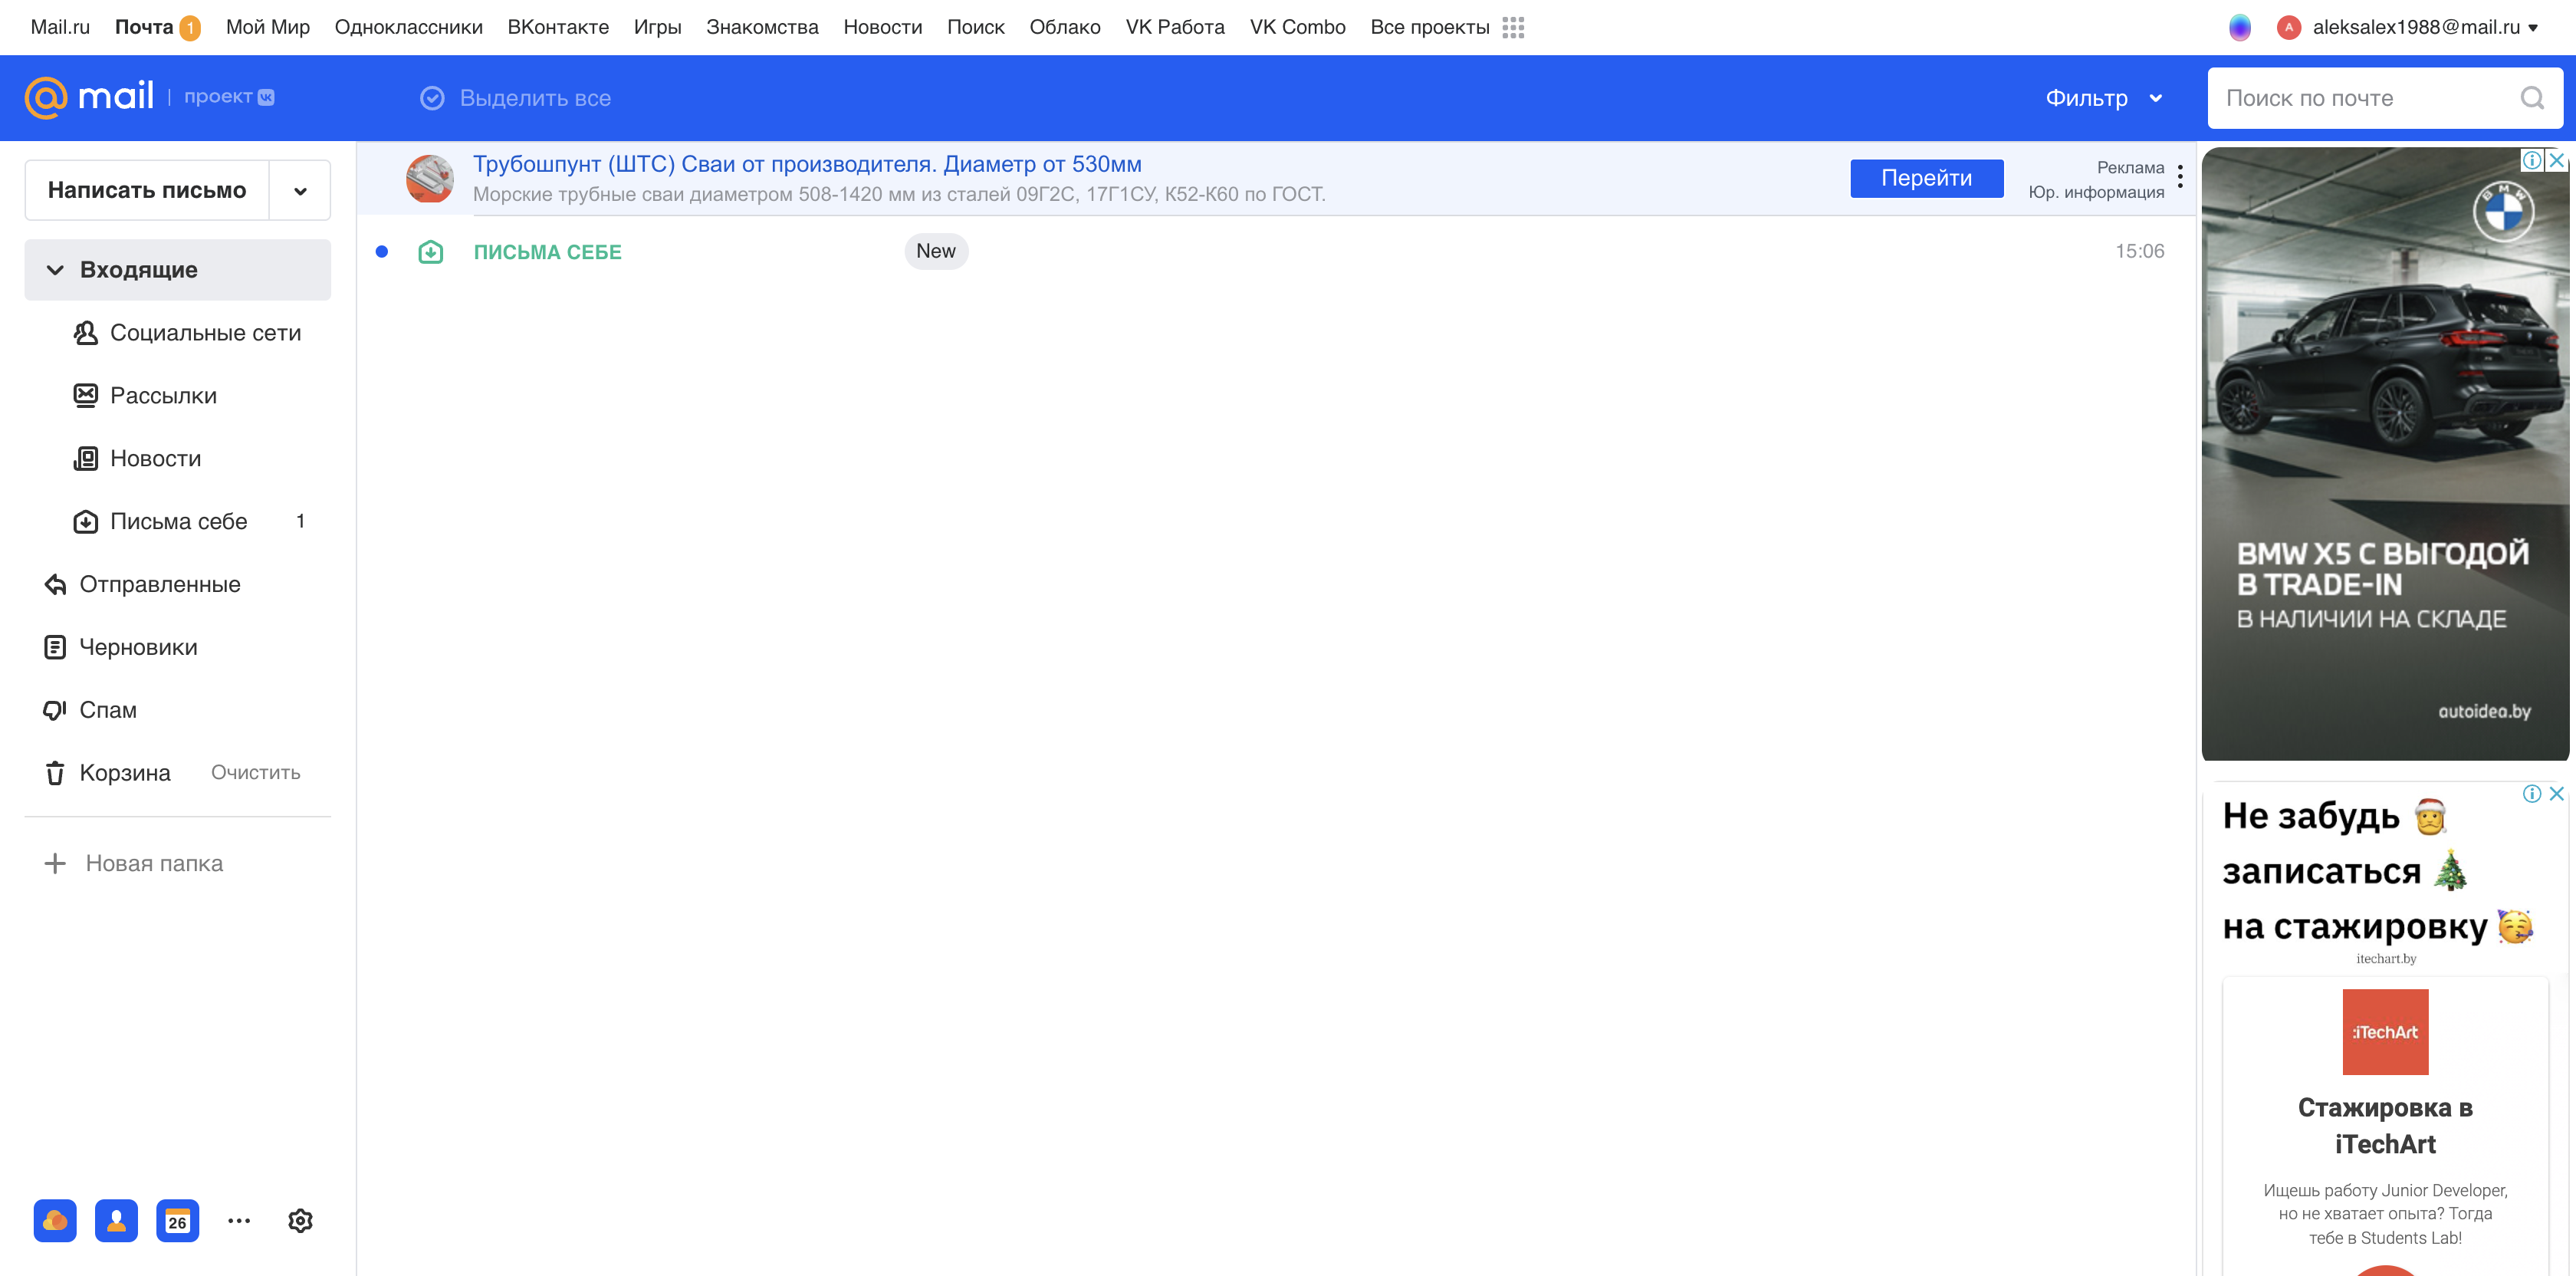 Mail.ru Почта 1 Мой Мир Одноклассники ВКонтакте Игры Знакомства Новости Поиск Облако VK Работа VK Combo Все проекты A aleksalex1988@mail.ru
@mail проект
Выделить все
Фильтр
Поиск по почте
Написать письмо
Входящие
Социальные сети
Рассылки
Новости
Письма себе 1
Отправленные
Черновики
Спам
Корзина Очистить
Новая папка
26
Трубошпунт (ШТС) Сваи от производителя. Диаметр от 530мм
Морские трубные сваи диаметром 508-1420 мм из сталей 09Г2С, 17Г1СУ, К52-К60 по ГОСТ.
Перейти
Реклама
Юр. информация
ПИСЬМА СЕБЕ New 15:06
BMW
BMW X5 С ВЫГОДОЙ
В TRADE-IN
В НАЛИЧИИ НА СКЛАДЕ
autoidea.by
Не забудь
записаться
на стажировку
itechart.by
:iTechArt
Стажировка в
iTechArt
Ищешь работу Junior Developer,
но не хватает опыта? Тогда
тебе в Students Lab!